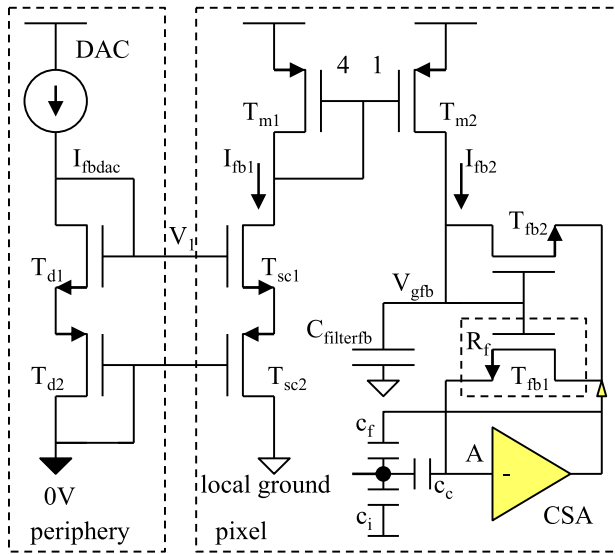 DAC
4 1
T_m1
T_m2
I_fbdac
I_fb1
I_fb2
V_1
T_fb2
T_d1
T_sc1
V_gfb
C_filterfb
R_f
T_d2
T_sc2
T_fb1
c_f
A
-
0V
local ground
c_c
CSA
c_i
periphery
pixel